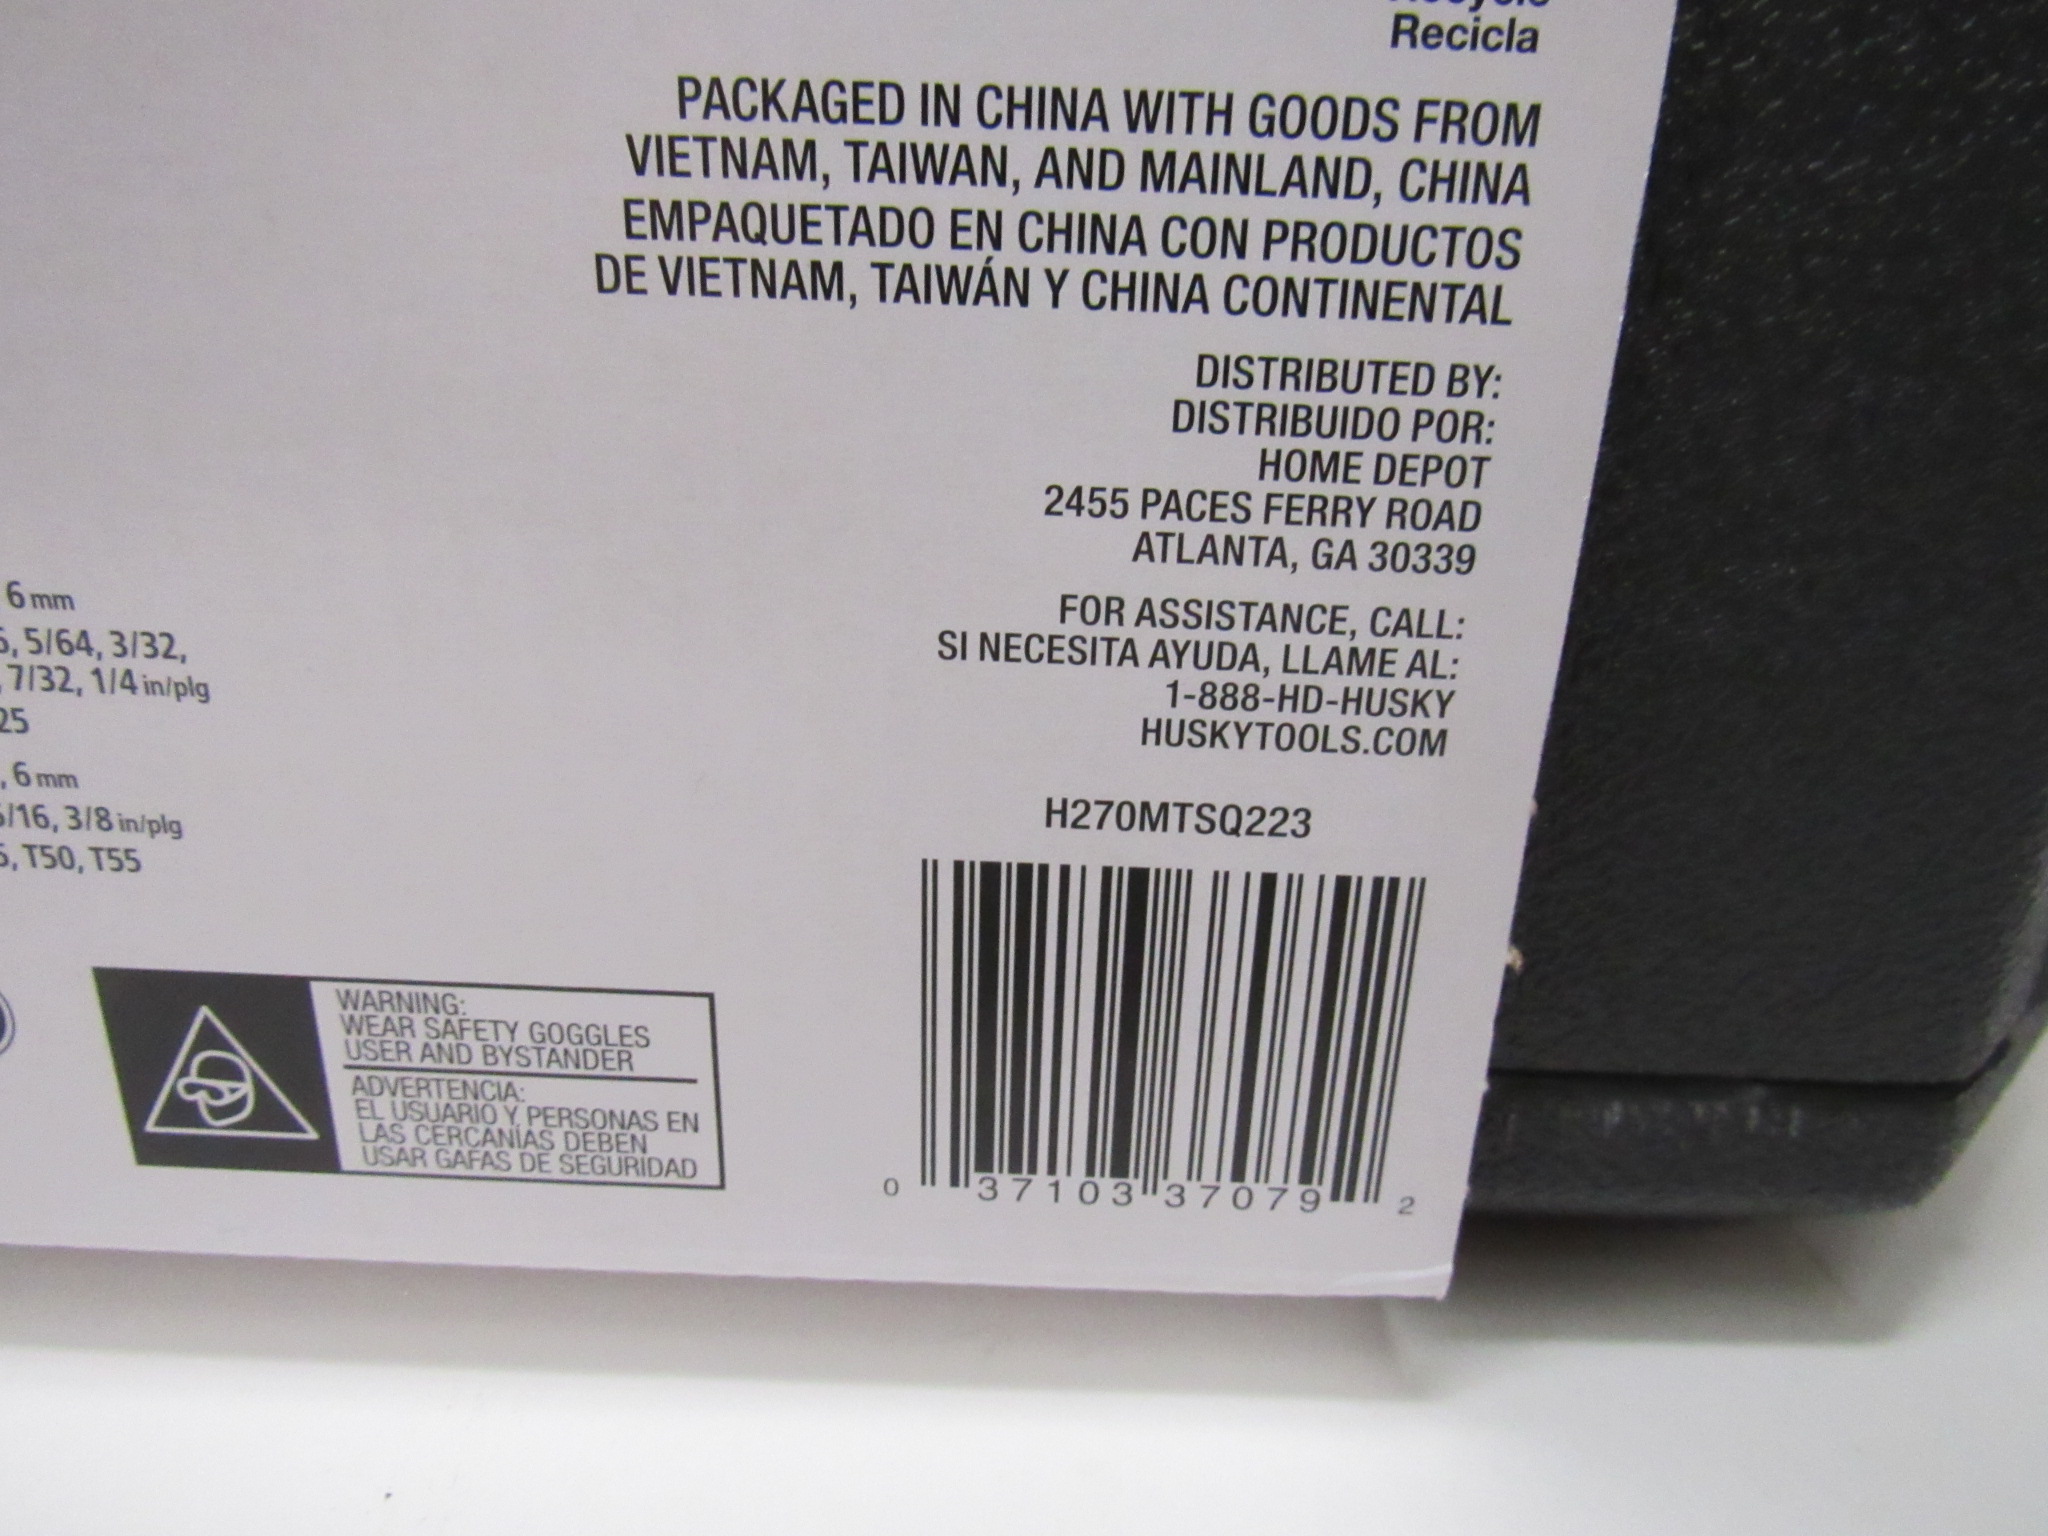 Recicla
PACKAGED IN CHINA WITH GOODS FROM
VIETNAM, TAIWAN, AND MAINLAND, CHINA
EMPAQUETADO EN CHINA CON PRODUCTOS
DE VIETNAM, TAIWÁN Y CHINA CONTINENTAL
DISTRIBUTED BY:
DISTRIBUIDO POR:
HOME DEPOT
2455 PACES FERRY ROAD
ATLANTA, GA 30339
FOR ASSISTANCE, CALL:
SI NECESITA AYUDA, LLAME AL:
1-888-HD-HUSKY
HUSKYTOOLS.COM
H270MTSQ223
0 37103 37079 2
6 mm
, 5/64, 3/32,
, 7/32, 1/4 in/plg
25
, 6 mm
/16, 3/8 in/plg
, T50, T55
WARNING:
WEAR SAFETY GOGGLES
USER AND BYSTANDER
ADVERTENCIA:
EL USUARIO Y PERSONAS EN
LAS CERCANÍAS DEBEN
USAR GAFAS DE SEGURIDAD